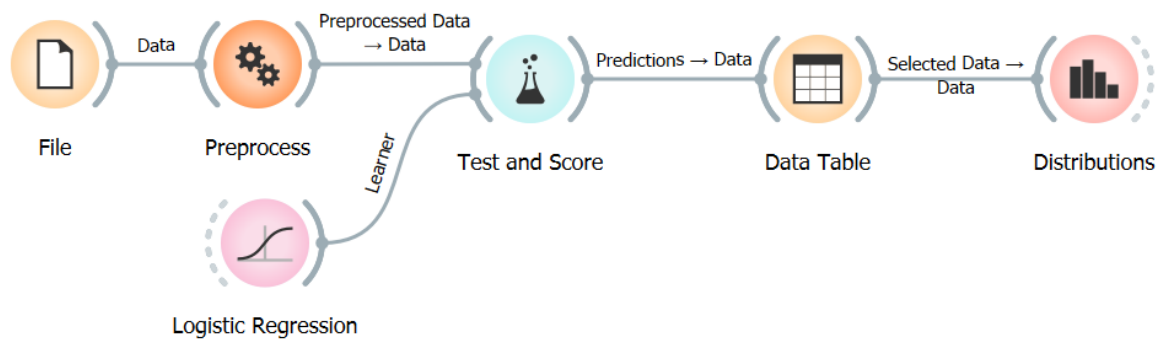 Data
Preprocessed Data
→ Data
Predictions → Data
Selected Data →
Data
File
Preprocess
Test and Score
Data Table
Distributions
Learner
Logistic Regression